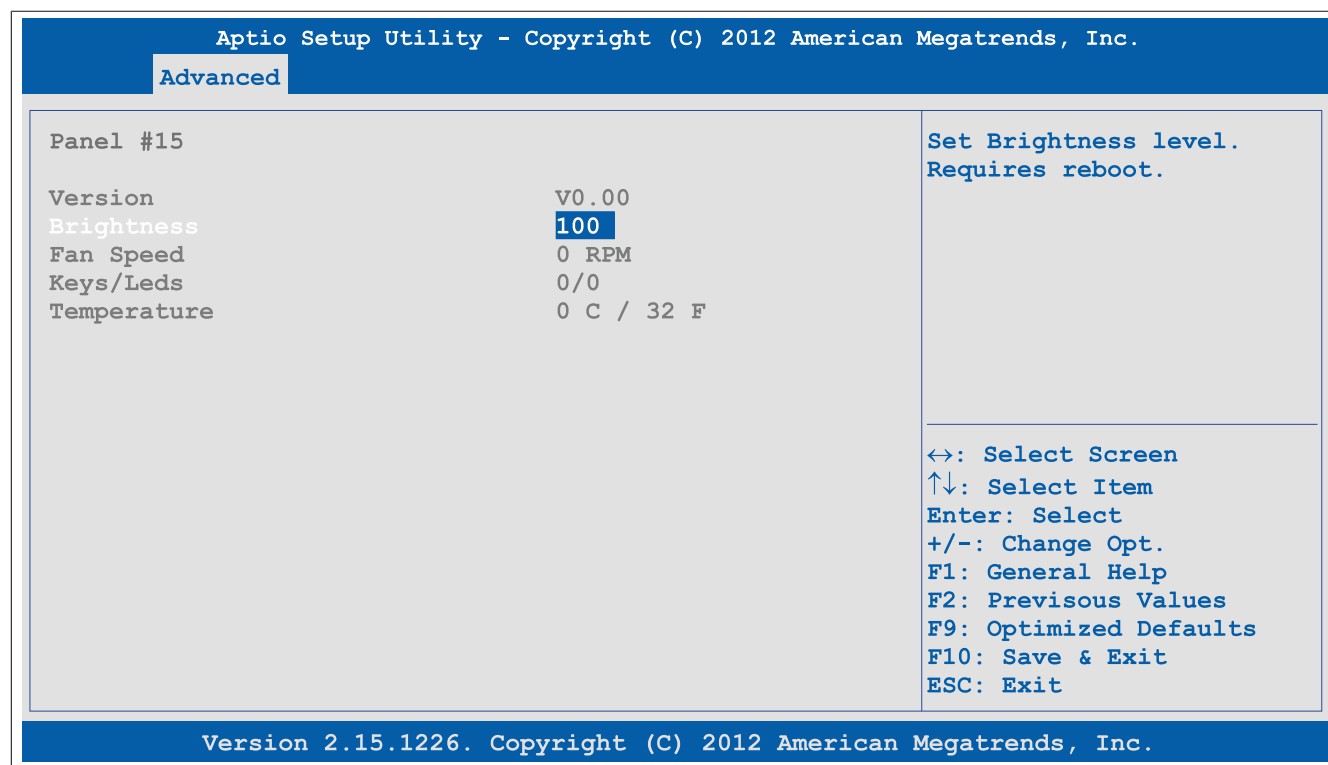 Aptio Setup Utility - Copyright (C) 2012 American Megatrends, Inc.
Advanced
Panel #15
Version V0.00
Brightness 100
Fan Speed 0 RPM
Keys/Leds 0/0
Temperature 0 C / 32 F
Set Brightness level.
Requires reboot.
↔: Select Screen
↑↓: Select Item
Enter: Select
+/-: Change Opt.
F1: General Help
F2: Previsous Values
F9: Optimized Defaults
F10: Save & Exit
ESC: Exit
Version 2.15.1226. Copyright (C) 2012 American Megatrends, Inc.